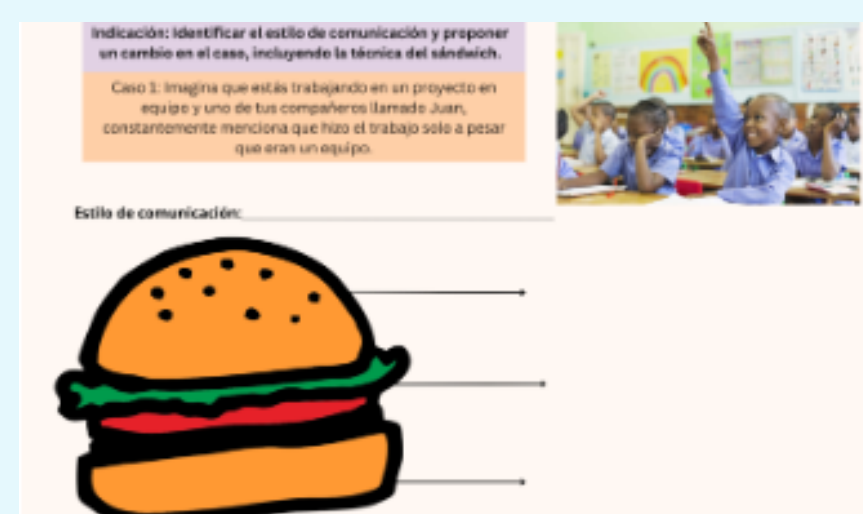 Indicación: Identificar el estilo de comunicación y proponer
un cambio en el caso, incluyendo la técnica del sándwich.
Caso 1: Imagina que estás trabajando en un proyecto en
equipo y uno de tus compañeros llamado Juan,
constantemente menciona que hizo el trabajo solo a pesar
que eran un equipo.
Estilo de comunicación: